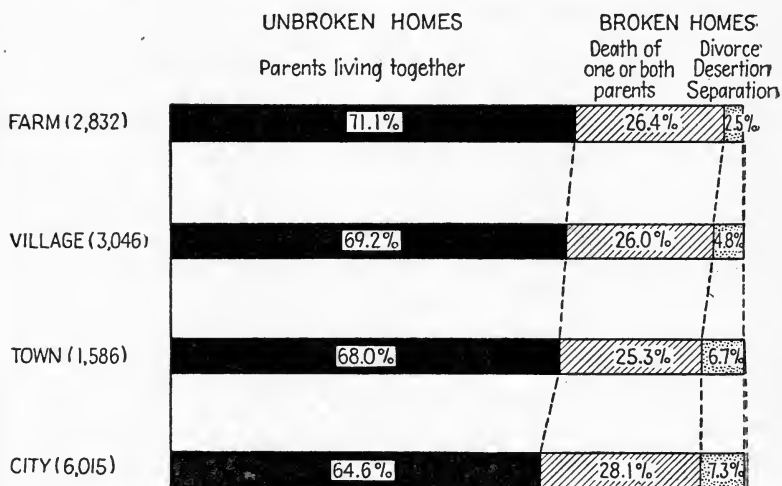 UNBROKEN HOMES BROKEN HOMES
Parents living together
Death of
one or both
parents
Divorce
Desertion
Separation
FARM (2,832) 71.1% 26.4% 2.5%
VILLAGE (3,046) 69.2% 26.0% 4.8%
TOWN (1,586) 68.0% 25.3% 6.7%
CITY (6,015) 64.6% 28.1% 7.3%